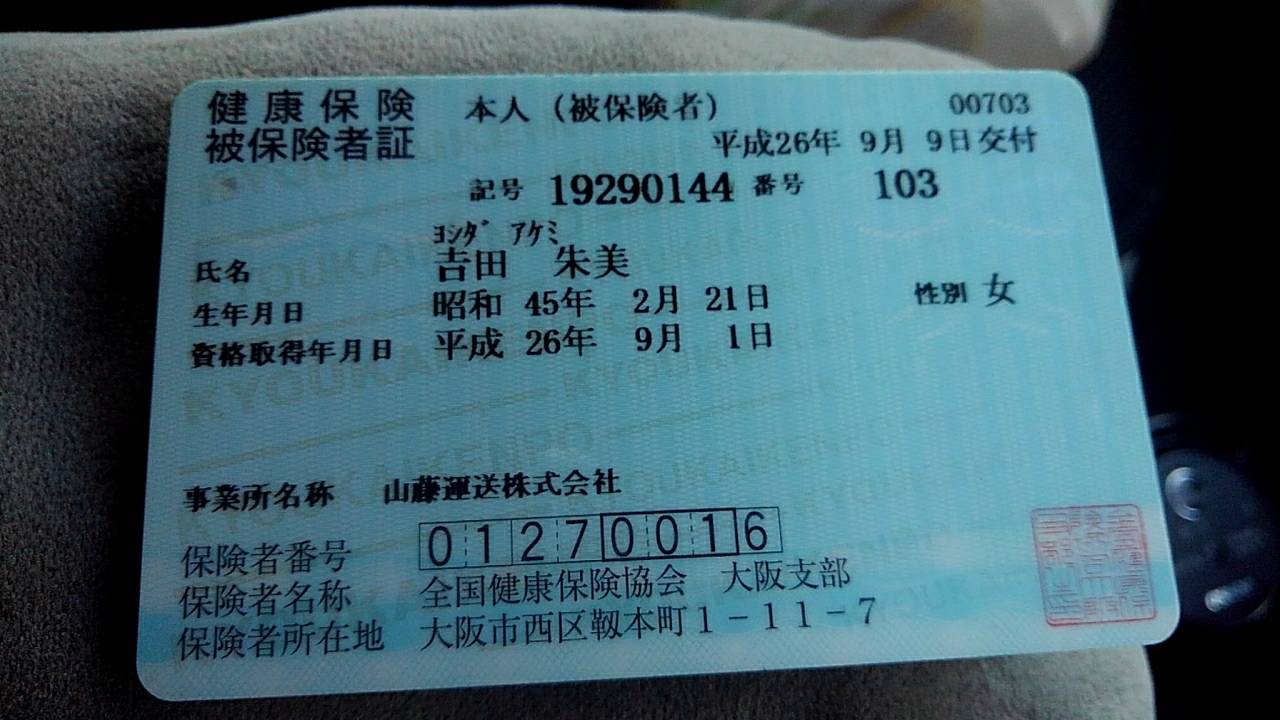 健康保険 本人（被保険者） 00703
被保険者証 平成26年 9月 9日交付
記号 19290144 番号 103
ﾖｼﾀﾞ ｱｹﾐ
氏名 𠮷田 朱美
生年月日 昭和 45年 2月 21日 性別 女
資格取得年月日 平成 26年 9月 1日
事業所名称 山藤運送株式会社
保険者番号 01270016
保険者名称 全国健康保険協会 大阪支部
保険者所在地 大阪市西区靱本町1－11－7